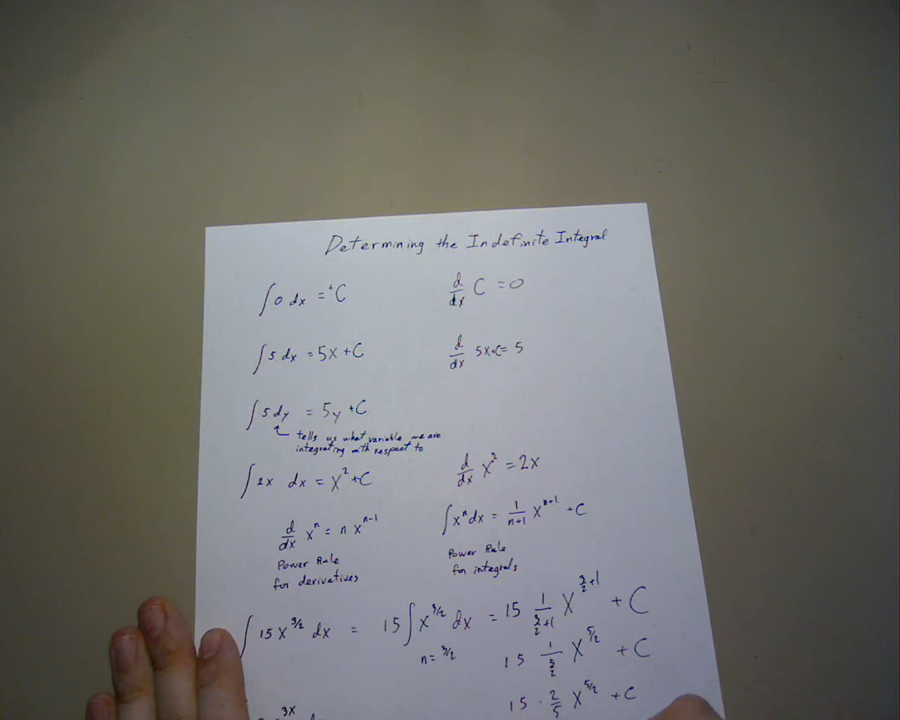 Determining the Indefinite Integral
∫0 dx = C
d/dx C = 0
∫5 dx = 5x + C
d/dx 5x+C = 5
∫5 dy = 5y + C
tells us what variable we are
integrating with respect to
∫2x dx = x² + C
d/dx x² = 2x
d/dx xⁿ = n xⁿ⁻¹
∫xⁿ dx = 1/(n+1) xⁿ⁺¹ + C
Power Rule
for derivatives
Power Rule
for integrals
∫15x^(3/2) dx = 15∫x^(3/2) dx = 15 1/(3/2+1) x^(3/2+1) + C
n = 3/2
15 1/(5/2) x^(5/2) + C
15 · 2/5 x^(5/2) + C
3x